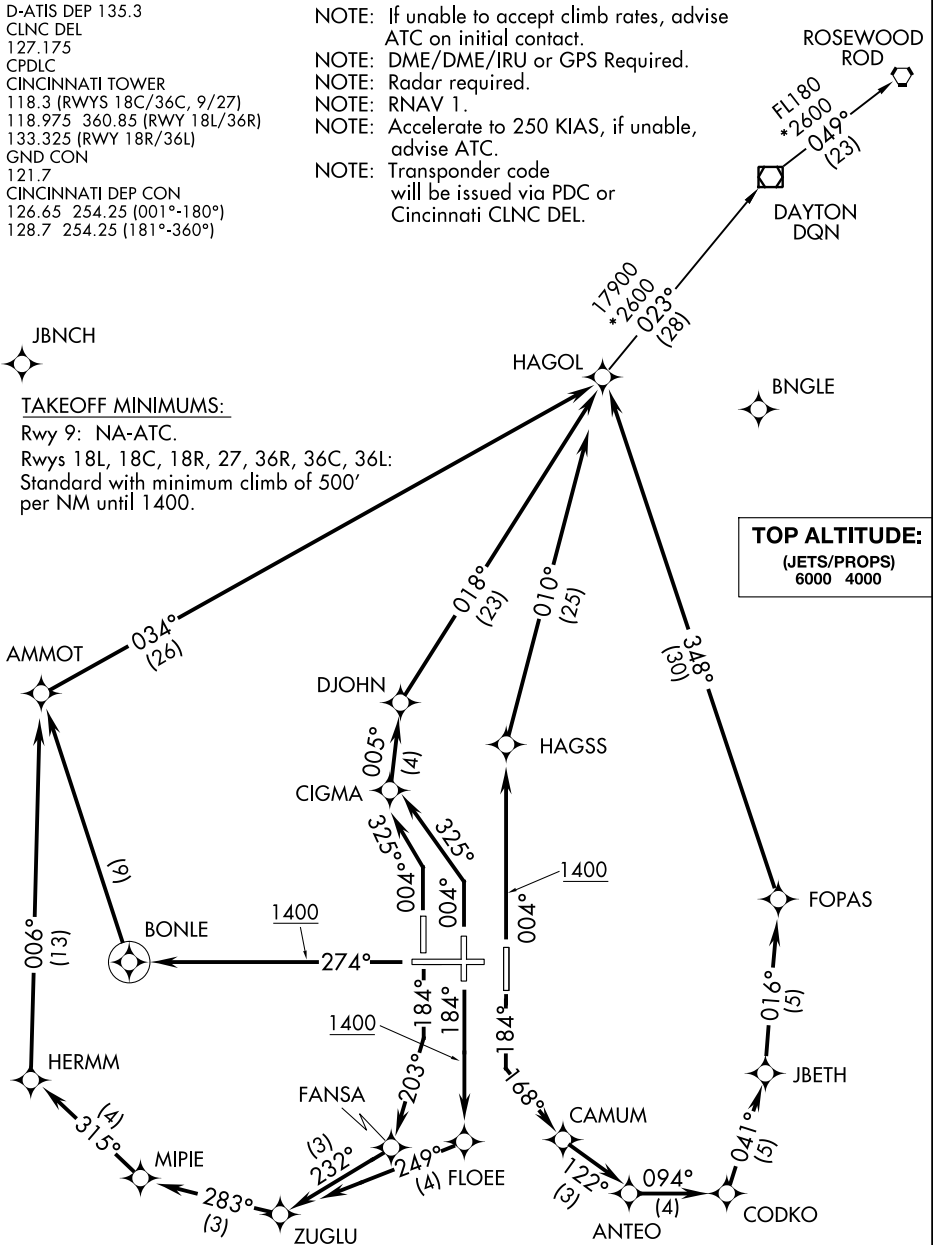 D-ATIS DEP 135.3
CLNC DEL
127.175
CPDLC
CINCINNATI TOWER
118.3 (RWYS 18C/36C, 9/27)
118.975 360.85 (RWY 18L/36R)
133.325 (RWY 18R/36L)
GND CON
121.7
CINCINNATI DEP CON
126.65 254.25 (001°-180°)
128.7 254.25 (181°-360°)
NOTE: If unable to accept climb rates, advise
ATC on initial contact.
NOTE: DME/DME/IRU or GPS Required.
NOTE: Radar required.
NOTE: RNAV 1.
NOTE: Accelerate to 250 KIAS, if unable,
advise ATC.
NOTE: Transponder code
will be issued via PDC or
Cincinnati CLNC DEL.
ROSEWOOD
ROD
FL180
*2600
049°
(23)
DAYTON
DQN
17900
*2600
023°
(28)
JBNCH
HAGOL
BNGLE
TAKEOFF MINIMUMS:
Rwy 9: NA-ATC.
Rwys 18L, 18C, 18R, 27, 36R, 36C, 36L:
Standard with minimum climb of 500'
per NM until 1400.
TOP ALTITUDE:
(JETS/PROPS)
6000 4000
034°
(26)
018°
(23)
010°
(25)
348°
(30)
AMMOT
DJOHN
HAGSS
005°
(4)
CIGMA
325°
325°
004°
004°
004°
1400
FOPAS
(9)
BONLE
1400
274°
006°
(13)
184°
184°
184°
1400
016°
(5)
HERMM
203°
168°
JBETH
FANSA
CAMUM
315°
(4)
041°
(5)
MIPIE
232°
(3)
249°
(4)
FLOEE
122°
(3)
094°
(4)
283°
(3)
ZUGLU
ANTEO
CODKO